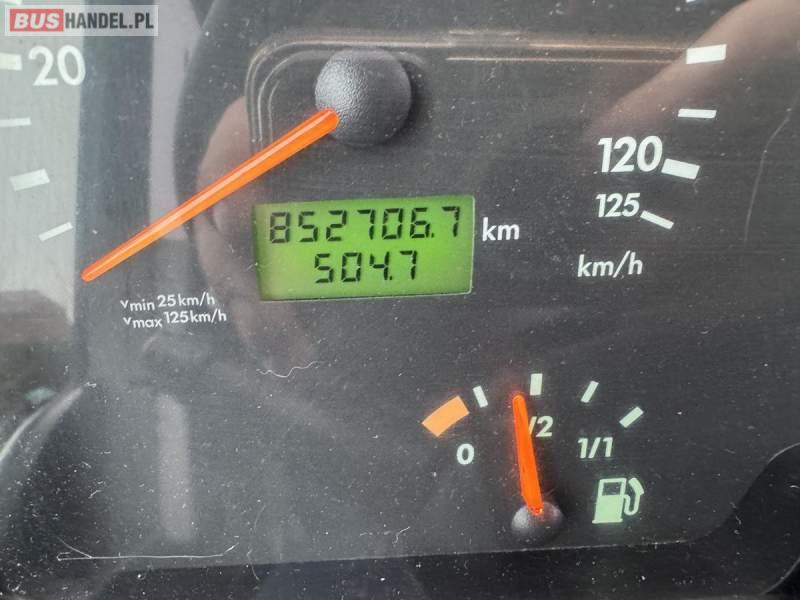 BUSHANDEL.PL
20
120
125
km/h
852706.7 km
504.7
vmin 25 km/h
vmax 125 km/h
0
1/2
1/1